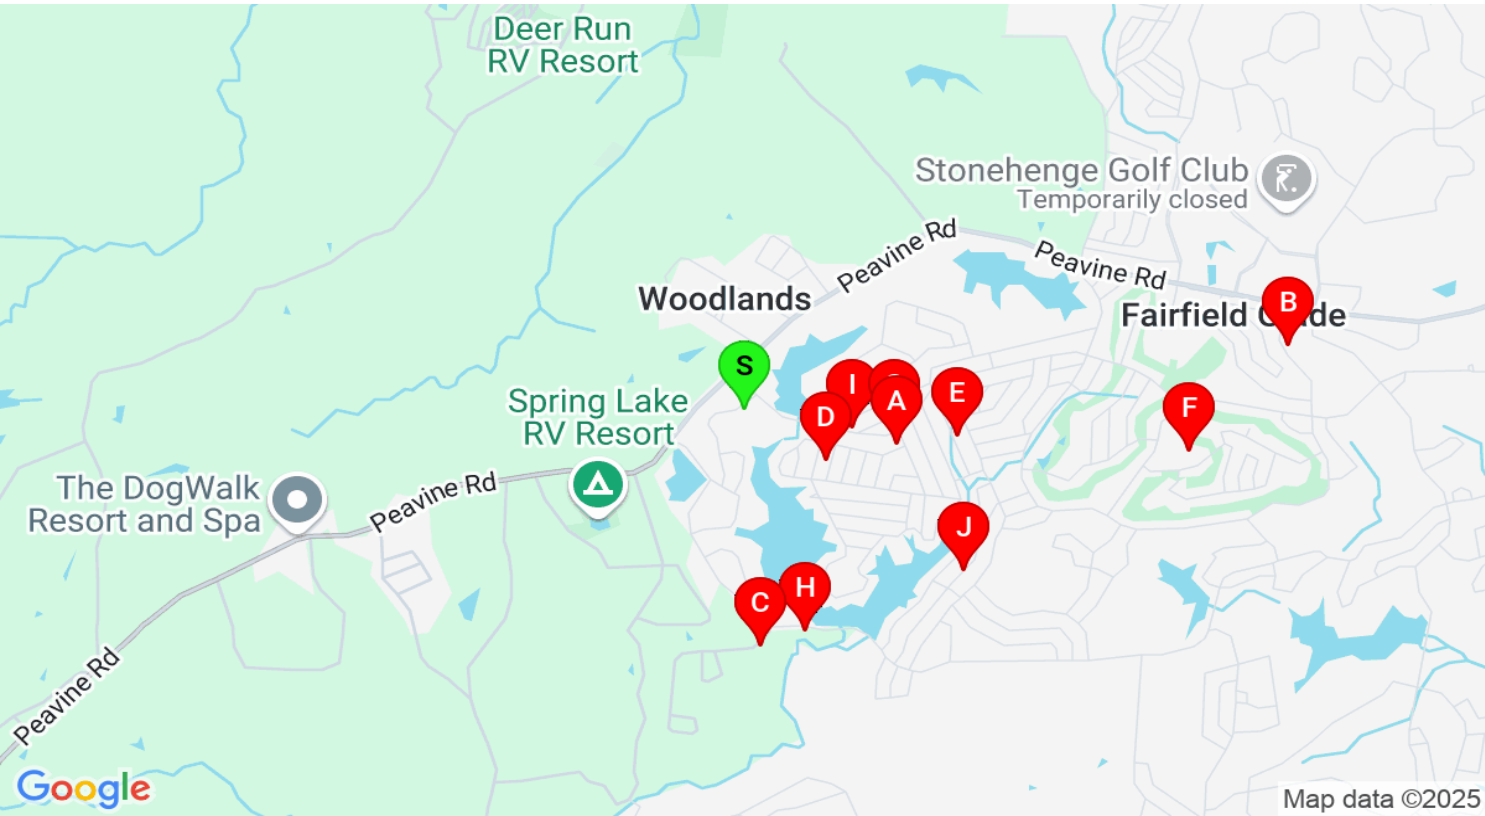 Deer Run
RV Resort
Stonehenge Golf Club
Temporarily closed
Peavine Rd
Peavine Rd
Woodlands
B
Fairfield
S
I
A
E
D
F
Spring Lake
RV Resort
The DogWalk
Resort and Spa
Peavine Rd
J
H
C
Peavine Rd
Google
Map data ©2025